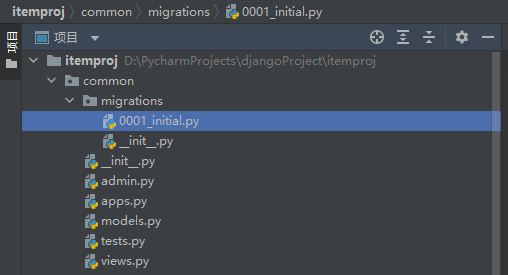 itemproj common migrations 0001_initial.py
项目
项目
itemproj D:\PycharmProjects\djangoProject\itemproj
common
migrations
0001_initial.py
__init__.py
__init__.py
admin.py
apps.py
models.py
tests.py
views.py